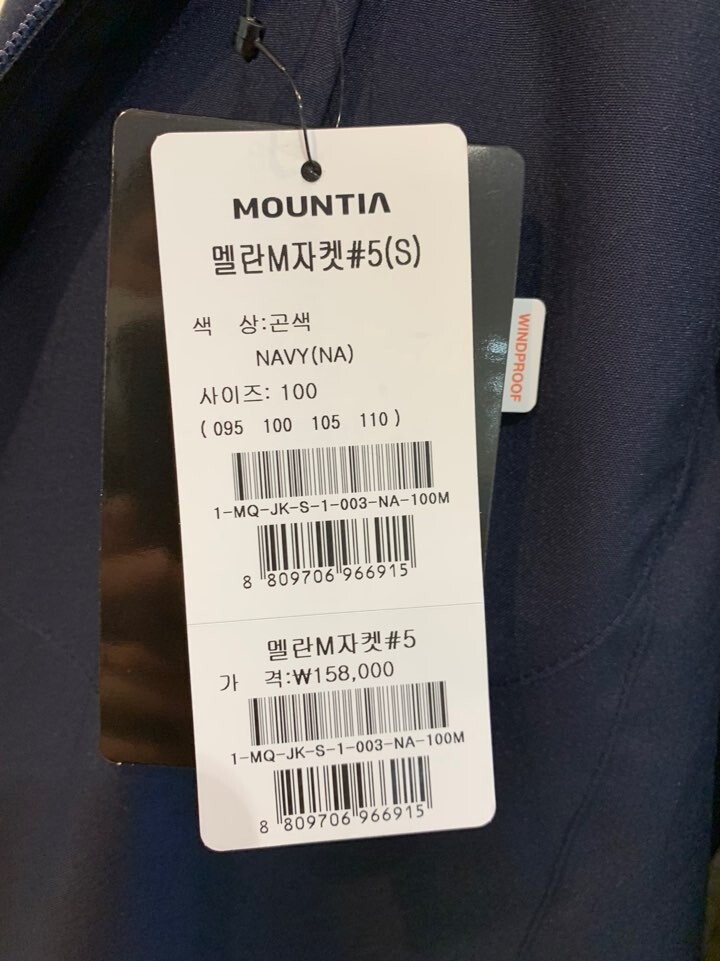 MOUNTIA
멜란M자켓#5(S)
색 상:곤색
NAVY(NA)
사이즈: 100
( 095 100 105 110 )
1-MQ-JK-S-1-003-NA-100M
8 809706 966915
멜란M자켓#5
가 격:₩158,000
1-MQ-JK-S-1-003-NA-100M
8 809706 966915
WINDPROOF